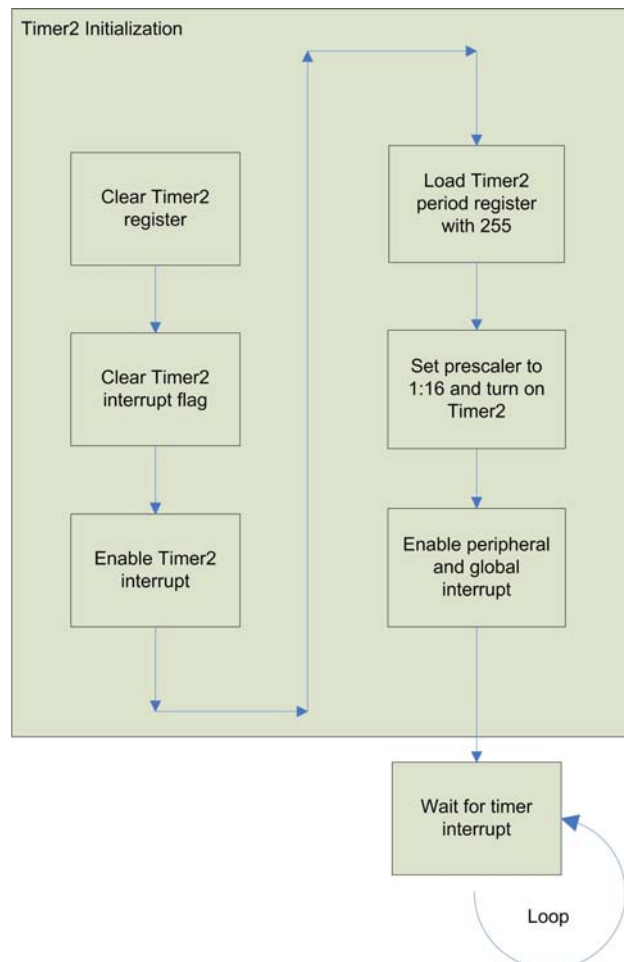 Timer2 Initialization
Clear Timer2
register
Clear Timer2
interrupt flag
Enable Timer2
interrupt
Load Timer2
period register
with 255
Set prescaler to
1:16 and turn on
Timer2
Enable peripheral
and global
interrupt
Wait for timer
interrupt
Loop